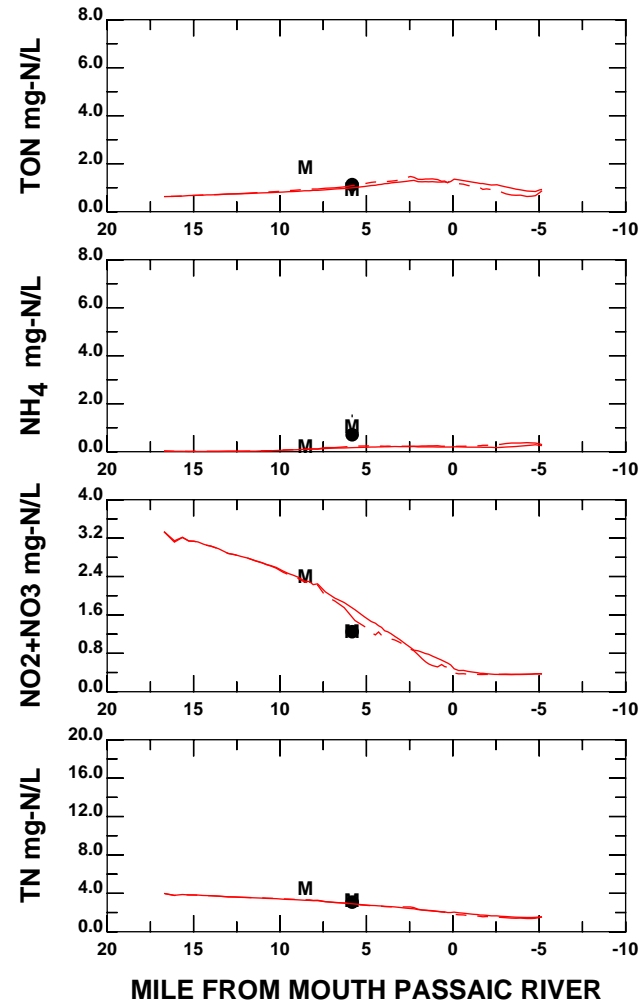 TON mg-N/L
8.0
6.0
4.0
2.0
0.0
20 15 10 5 0 -5 -10
M
M
NH4 mg-N/L
8.0
6.0
4.0
2.0
0.0
20 15 10 5 0 -5 -10
M
M
NO2+NO3 mg-N/L
4.0
3.2
2.4
1.6
0.8
0.0
20 15 10 5 0 -5 -10
M
M
TN mg-N/L
20.0
16.0
12.0
8.0
4.0
0.0
20 15 10 5 0 -5 -10
M
M
MILE FROM MOUTH PASSAIC RIVER